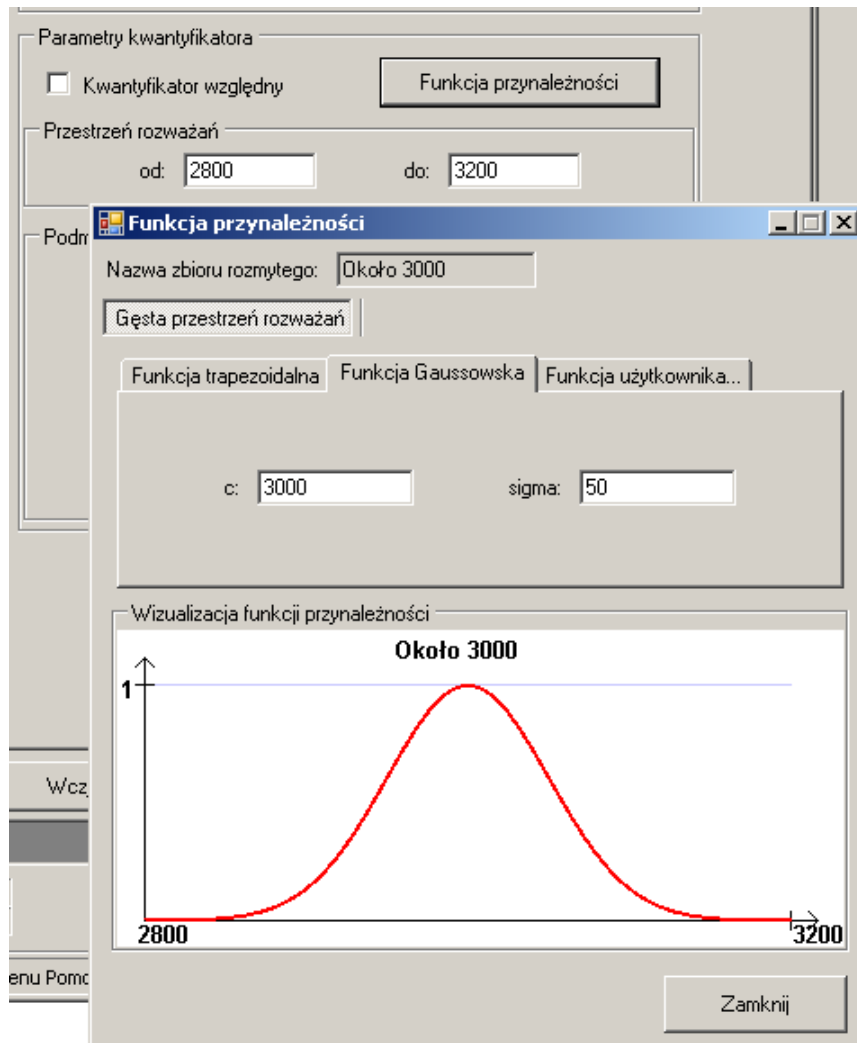 Parametry kwantyfikatora
Kwantyfikator względny
Funkcja przynależności
Przestrzeń rozważań
od: 2800 do: 3200
Funkcja przynależności
Nazwa zbioru rozmytego: Około 3000
Gęsta przestrzeń rozważań
Funkcja trapezoidalna Funkcja Gaussowska Funkcja użytkownika...
c: 3000 sigma: 50
Wizualizacja funkcji przynależności
Około 3000
1
2800 3200
Zamknij